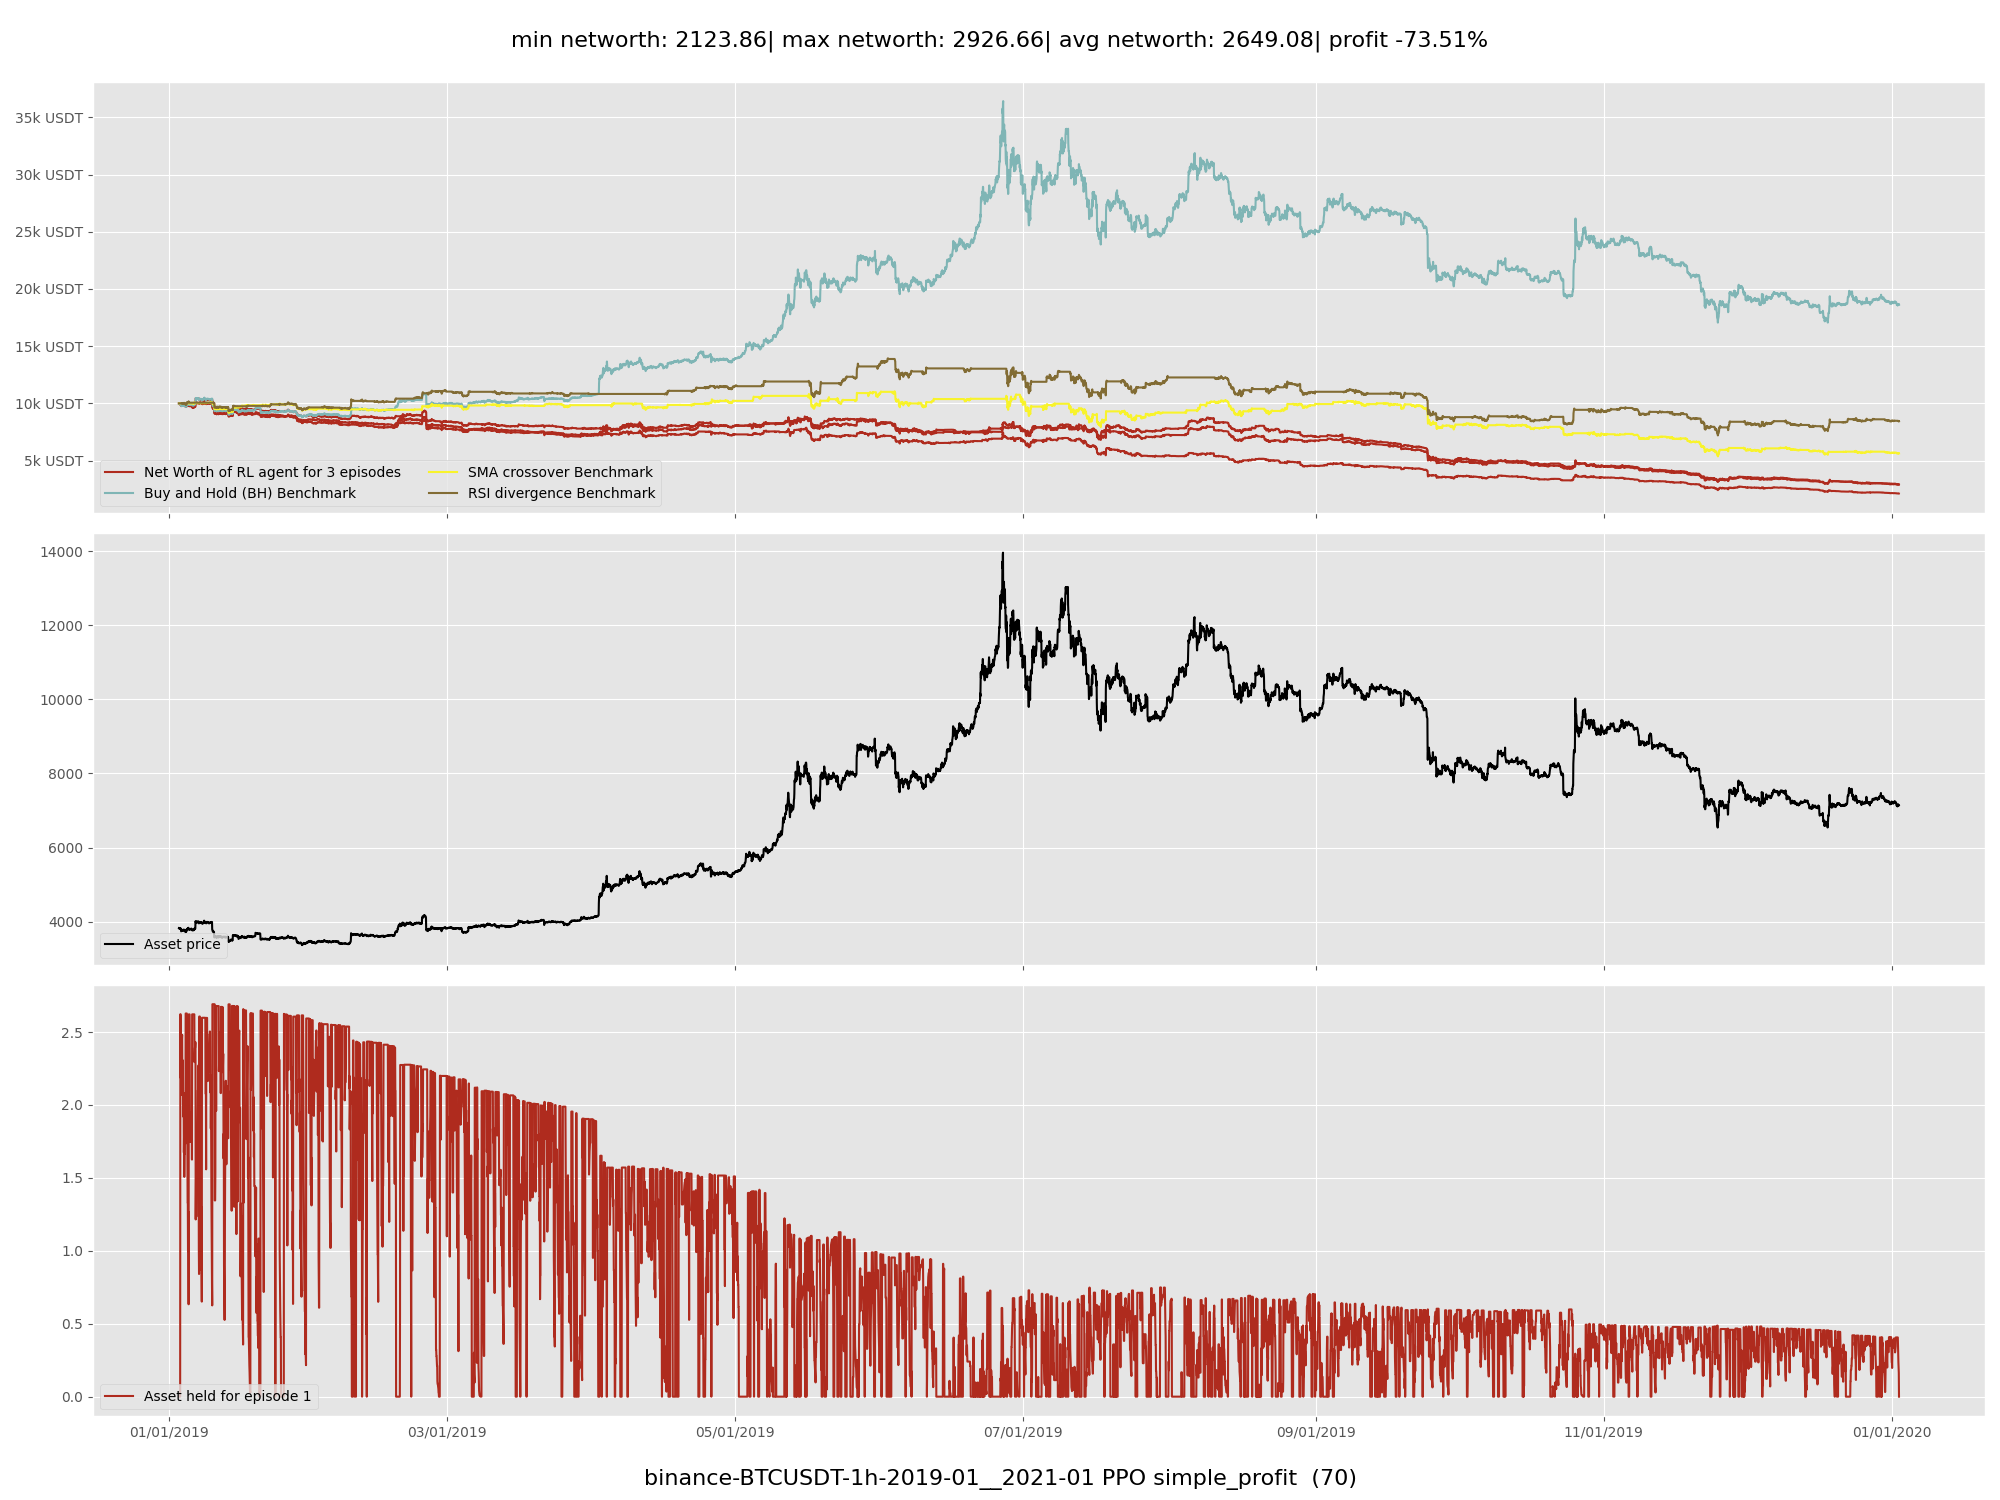 min networth: 2123.86| max networth: 2926.66| avg networth: 2649.08| profit -73.51%
35k USDT
30k USDT
25k USDT
20k USDT
15k USDT
10k USDT
5k USDT
Net Worth of RL agent for 3 episodes
Buy and Hold (BH) Benchmark
SMA crossover Benchmark
RSI divergence Benchmark
14000
12000
10000
8000
6000
4000
Asset price
2.5
2.0
1.5
1.0
0.5
0.0
Asset held for episode 1
01/01/2019 03/01/2019 05/01/2019 07/01/2019 09/01/2019 11/01/2019 01/01/2020
binance-BTCUSDT-1h-2019-01__2021-01 PPO simple_profit (70)